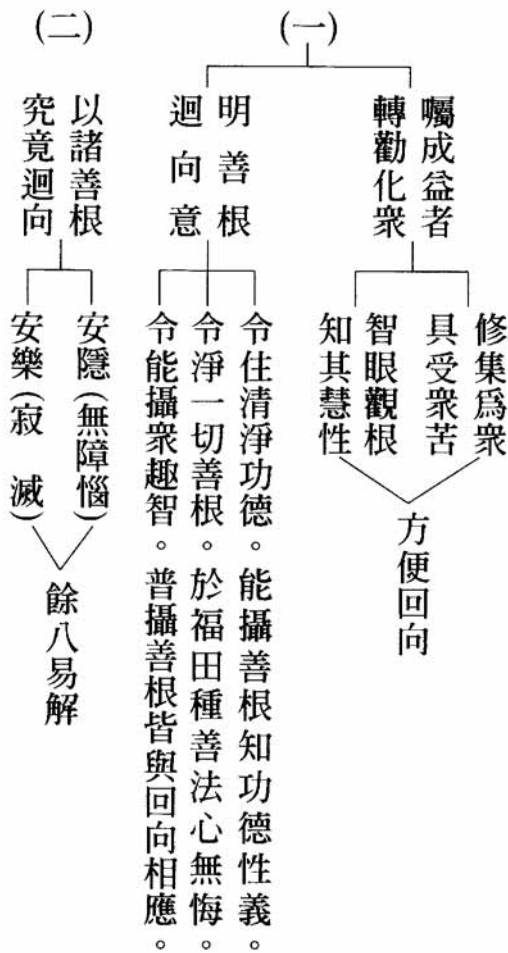 (一)
囑成益者
轉勸化衆
修集爲衆
具受衆苦
智眼觀根
知其慧性
方便回向
明善根
迴向意
令住清淨功德。能攝善根知功德性義。
令淨一切善根。於福田種善法心無悔。
令能攝衆趣智。普攝善根皆與回向相應。
(二)
以諸善根
究竟迴向
安隱(無障惱)
安樂(寂滅)
餘八易解